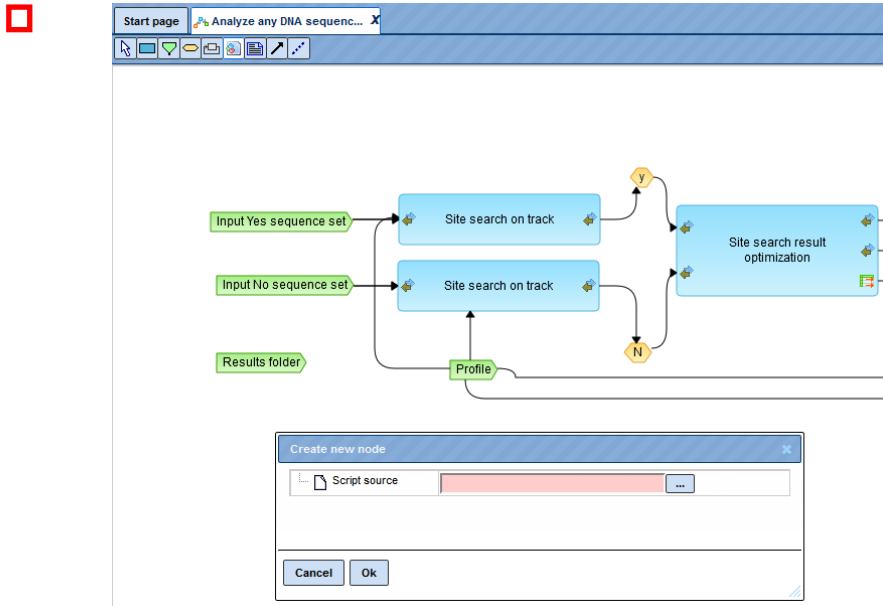 Start page
Analyze any DNA sequenc... X
y
Input Yes sequence set
Site search on track
Site search result
optimization
Input No sequence set
Site search on track
N
Results folder
Profile
Create new node
x
Script source
...
Cancel
Ok